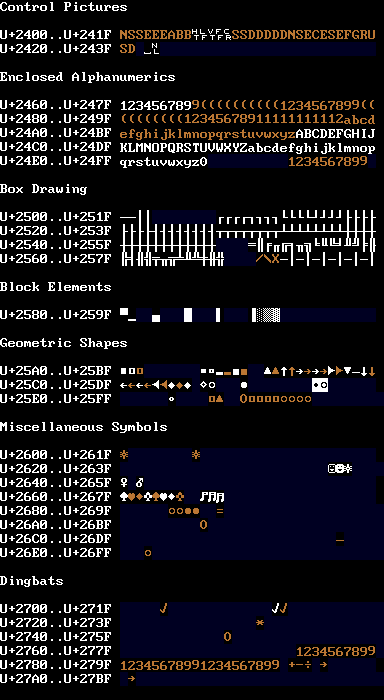 Control Pictures
U+2400..U+241F NSSEEEABB␉␊␋␌␍SSDDDDDNSECESEFGRU
U+2420..U+243F SD ␣␤
Enclosed Alphanumerics
U+2460..U+247F 1234567899(((((((((((1234567899((
U+2480..U+249F (((((((((12345678911111111112abcd
U+24A0..U+24BF efghijklmnopqrstuvwxyzABCDEFGHIJ
U+24C0..U+24DF KLMNOPQRSTUVWXYZabcdefghijklmnop
U+24E0..U+24FF qrstuvwxyz0 1234567899
Box Drawing
U+2500..U+251F
U+2520..U+253F
U+2540..U+255F
U+2560..U+257F
Block Elements
U+2580..U+259F
Geometric Shapes
U+25A0..U+25BF
U+25C0..U+25DF
U+25E0..U+25FF
Miscellaneous Symbols
U+2600..U+261F
U+2620..U+263F
U+2640..U+265F
U+2660..U+267F
U+2680..U+269F
U+26A0..U+26BF
U+26C0..U+26DF
U+26E0..U+26FF
Dingbats
U+2700..U+271F
U+2720..U+273F
U+2740..U+275F
U+2760..U+277F 1234567899
U+2780..U+279F 12345678991234567899 +−÷ →
U+27A0..U+27BF →